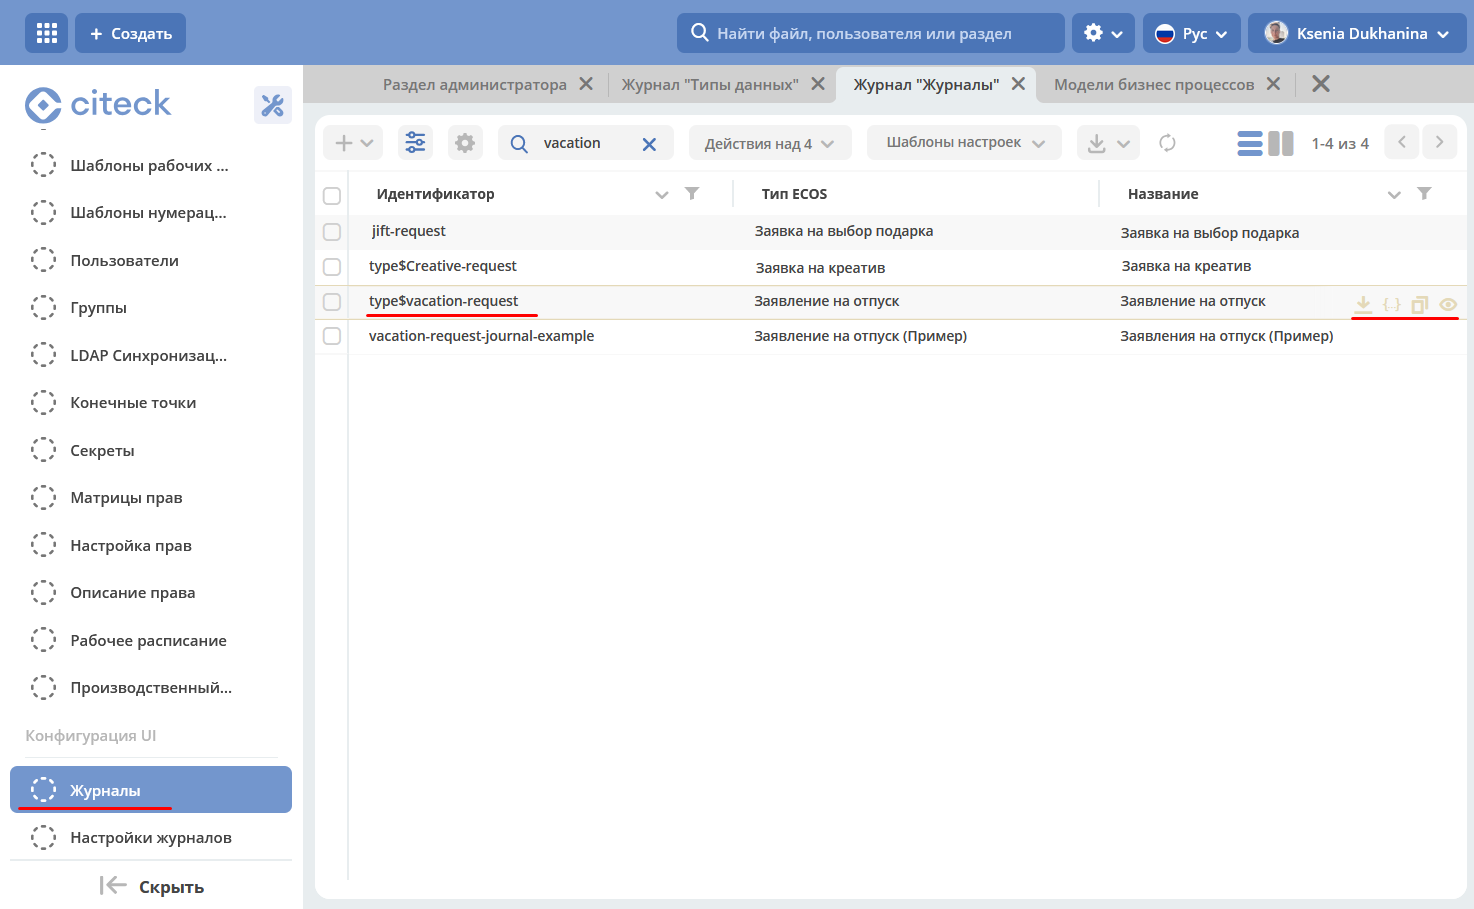 + Создать
Найти файл, пользователя или раздел
Рус
Ksenia Dukhanina
citeck
Шаблоны рабочих ...
Шаблоны нумерац...
Пользователи
Группы
LDAP Синхронизац...
Конечные точки
Секреты
Матрицы прав
Настройка прав
Описание права
Рабочее расписание
Производственный...
Конфигурация UI
Журналы
Настройки журналов
Скрыть
Раздел администратора
Журнал "Типы данных"
Журнал "Журналы"
Модели бизнес процессов
vacation
Действия над 4
Шаблоны настроек
1-4 из 4
Идентификатор Тип ECOS Название
jift-request Заявка на выбор подарка Заявка на выбор подарка
type$Creative-request Заявка на креатив Заявка на креатив
type$vacation-request Заявление на отпуск Заявление на отпуск
vacation-request-journal-example Заявление на отпуск (Пример) Заявления на отпуск (Пример)